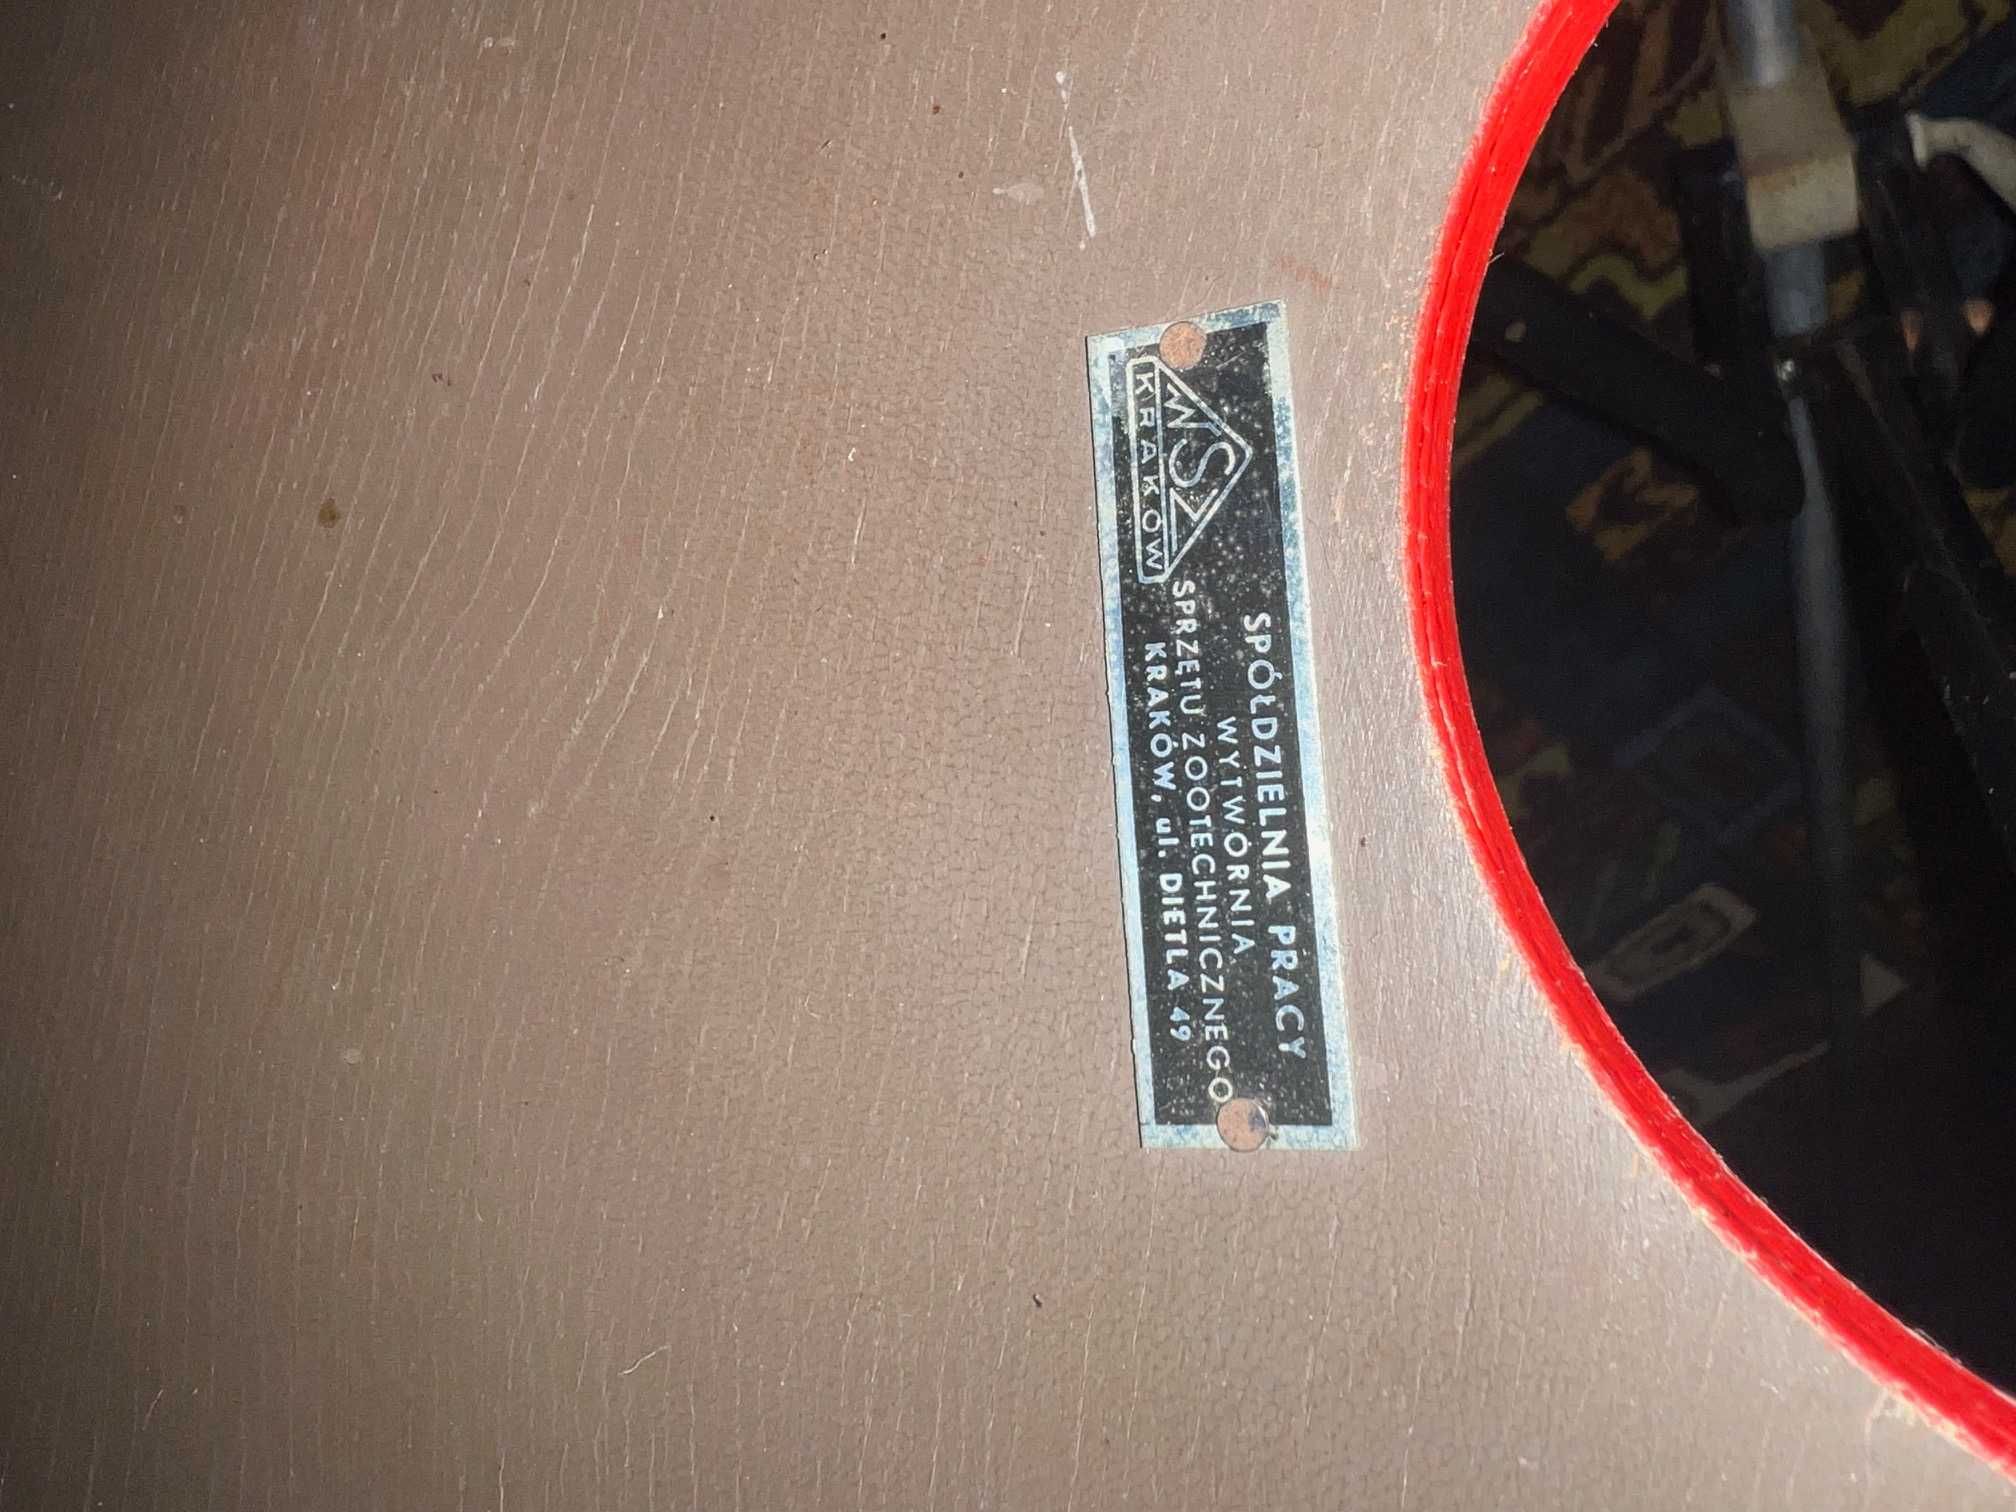 WSZ
KRAKÓW
SPÓŁDZIELNIA PRACY
WYTWÓRNIA
SPRZĘTU ZOOTECHNICZNEGO
KRAKÓW, ul. DIETLA 49